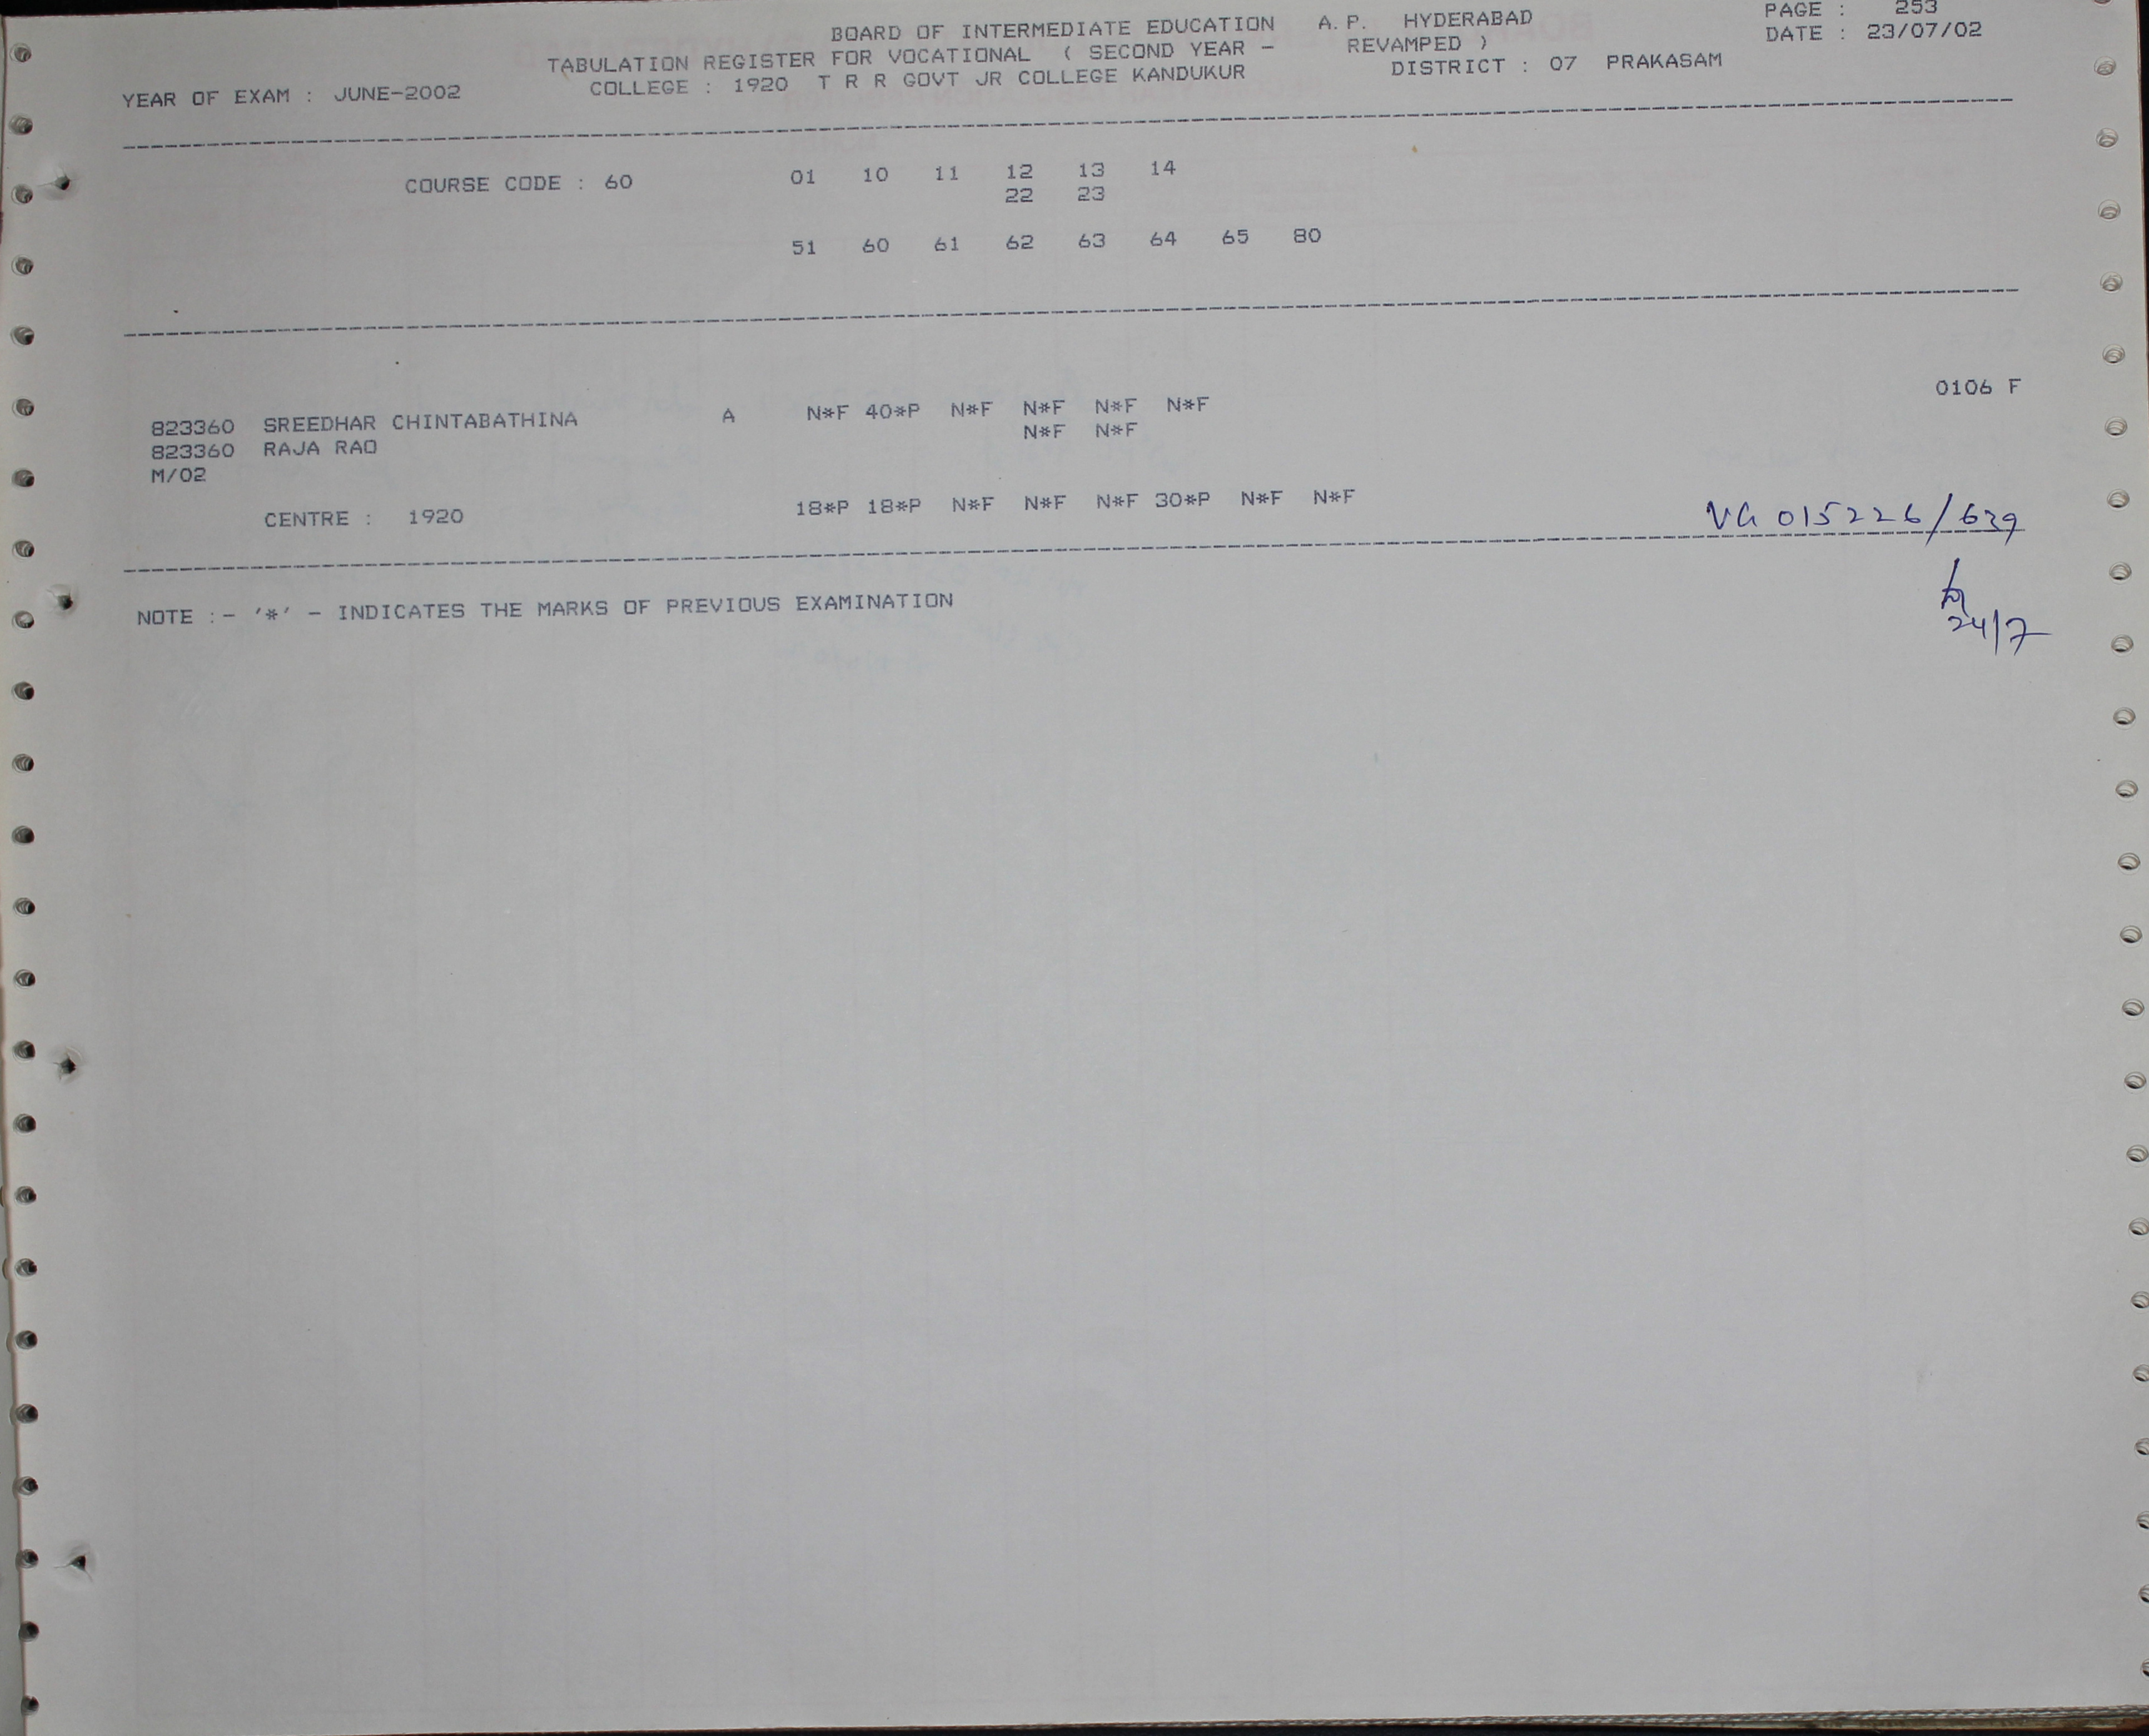 BOARD OF INTERMEDIATE EDUCATION A.P. HYDERABAD PAGE : 253
TABULATION REGISTER FOR VOCATIONAL ( SECOND YEAR - REVAMPED ) DATE : 23/07/02
YEAR OF EXAM : JUNE-2002 COLLEGE : 1920 T R R GOVT JR COLLEGE KANDUKUR DISTRICT : 07 PRAKASAM
COURSE CODE : 60 01 10 11 12 13 14
22 23
51 60 61 62 63 64 65 80
823360 SREEDHAR CHINTABATHINA A N*F 40*P N*F N*F N*F N*F 0106 F
823360 RAJA RAO N*F N*F
M/02
CENTRE : 1920 18*P 18*P N*F N*F N*F 30*P N*F N*F
VG 015226/639
NOTE :- '*' - INDICATES THE MARKS OF PREVIOUS EXAMINATION
24/7